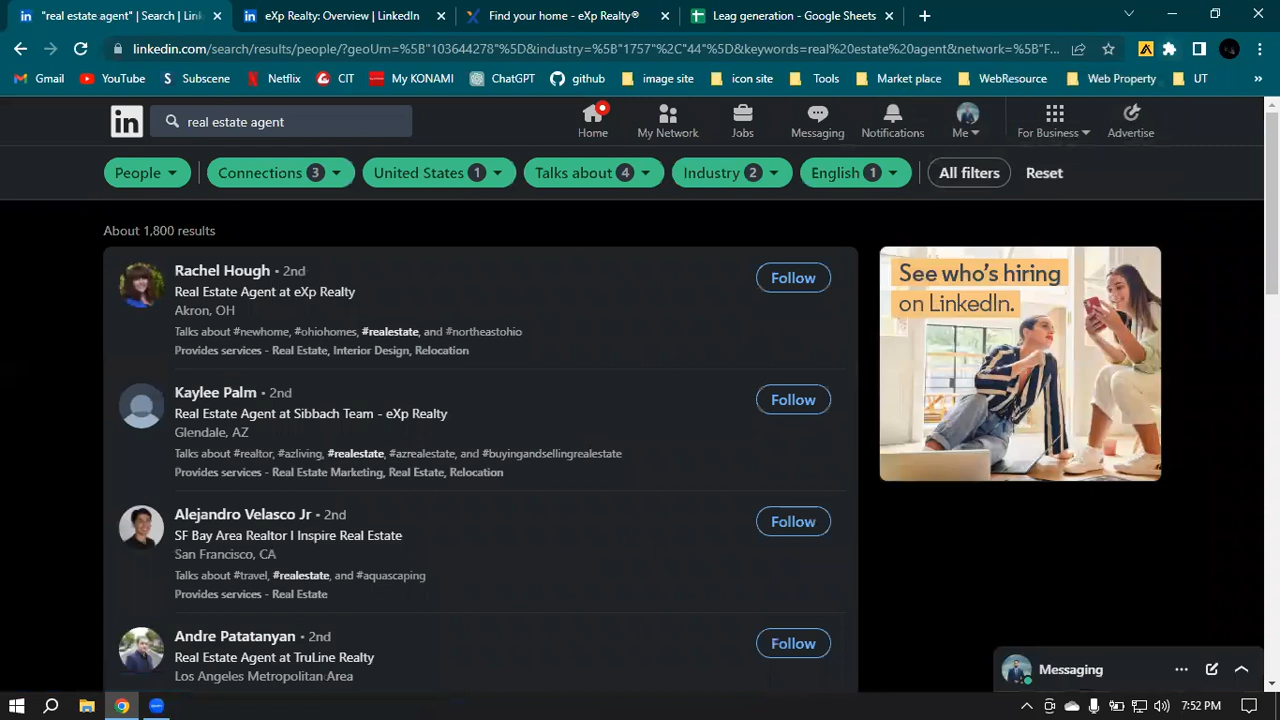 "real estate agent" | Search | Link
eXp Realty: Overview | LinkedIn
Find your home - eXp Realty®
Leag generation - Google Sheets
linkedin.com/search/results/people/?geoUrn=%5B"103644278"%5D&industry=%5B"1757"%2C"44"%5D&keywords=real%20estate%20agent&network=%5B"F...
Gmail
YouTube
Subscene
Netflix
CIT
My KONAMI
ChatGPT
github
image site
icon site
Tools
Market place
WebResource
Web Property
UT
»
in
real estate agent
Home
My Network
Jobs
Messaging
Notifications
Me
For Business
Advertise
People
Connections 3
United States 1
Talks about 4
Industry 2
English 1
All filters
Reset
About 1,800 results
Rachel Hough • 2nd
Real Estate Agent at eXp Realty
Akron, OH
Talks about #newhome, #ohiohomes, #realestate, and #northeastohio
Provides services - Real Estate, Interior Design, Relocation
Follow
Kaylee Palm • 2nd
Real Estate Agent at Sibbach Team - eXp Realty
Glendale, AZ
Talks about #realtor, #azliving, #realestate, #azrealestate, and #buyingandsellingrealestate
Provides services - Real Estate Marketing, Real Estate, Relocation
Follow
Alejandro Velasco Jr • 2nd
SF Bay Area Realtor l Inspire Real Estate
San Francisco, CA
Talks about #travel, #realestate, and #aquascaping
Provides services - Real Estate
Follow
Andre Patatanyan • 2nd
Real Estate Agent at TruLine Realty
Los Angeles Metropolitan Area
Follow
See who's hiring
on LinkedIn.
Messaging
7:52 PM